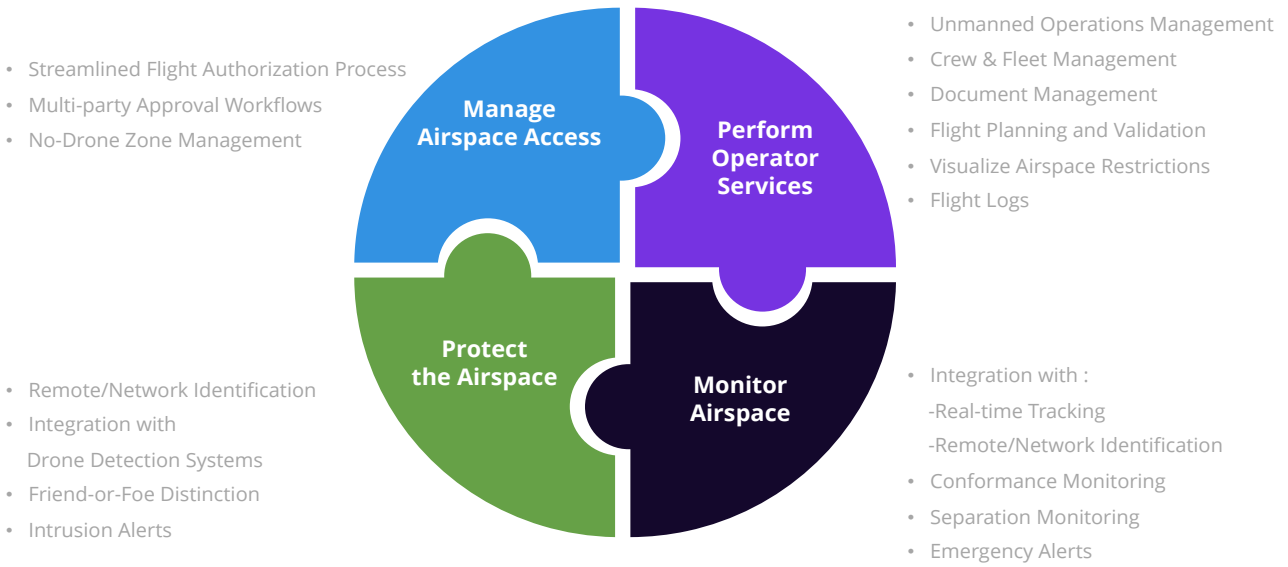 • Streamlined Flight Authorization Process
• Multi-party Approval Workflows
• No-Drone Zone Management
Manage
Airspace Access
Perform
Operator
Services
• Unmanned Operations Management
• Crew & Fleet Management
• Document Management
• Flight Planning and Validation
• Visualize Airspace Restrictions
• Flight Logs
• Remote/Network Identification
• Integration with
Drone Detection Systems
• Friend-or-Foe Distinction
• Intrusion Alerts
Protect
the Airspace
Monitor
Airspace
• Integration with :
-Real-time Tracking
-Remote/Network Identification
• Conformance Monitoring
• Separation Monitoring
• Emergency Alerts